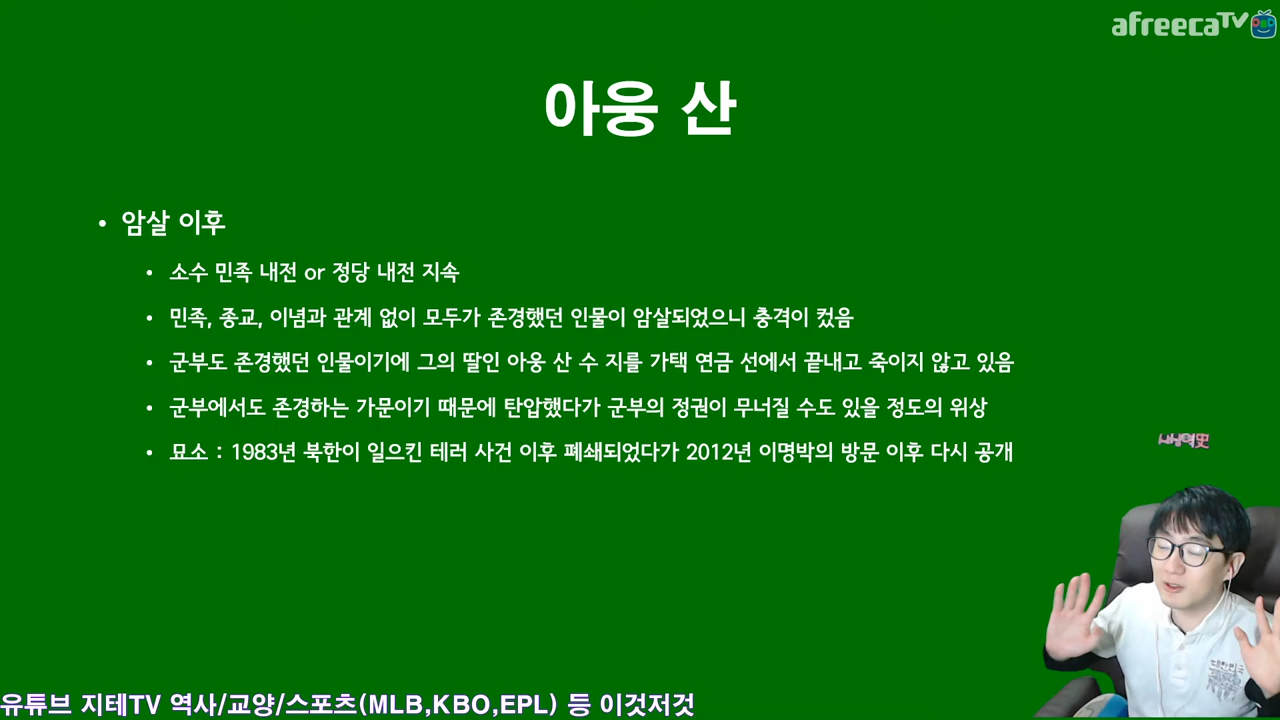 afreecaTV
아웅 산
• 암살 이후
• 소수 민족 내전 or 정당 내전 지속
• 민족, 종교, 이념과 관계 없이 모두가 존경했던 인물이 암살되었으니 충격이 컸음
• 군부도 존경했던 인물이기에 그의 딸인 아웅 산 수 지를 가택 연금 선에서 끝내고 죽이지 않고 있음
• 군부에서도 존경하는 가문이기 때문에 탄압했다가 군부의 정권이 무너질 수도 있을 정도의 위상
• 묘소 : 1983년 북한이 일으킨 테러 사건 이후 폐쇄되었다가 2012년 이명박의 방문 이후 다시 공개
대한민국
유튜브 지테TV 역사/교양/스포츠(MLB,KBO,EPL) 등 이것저것